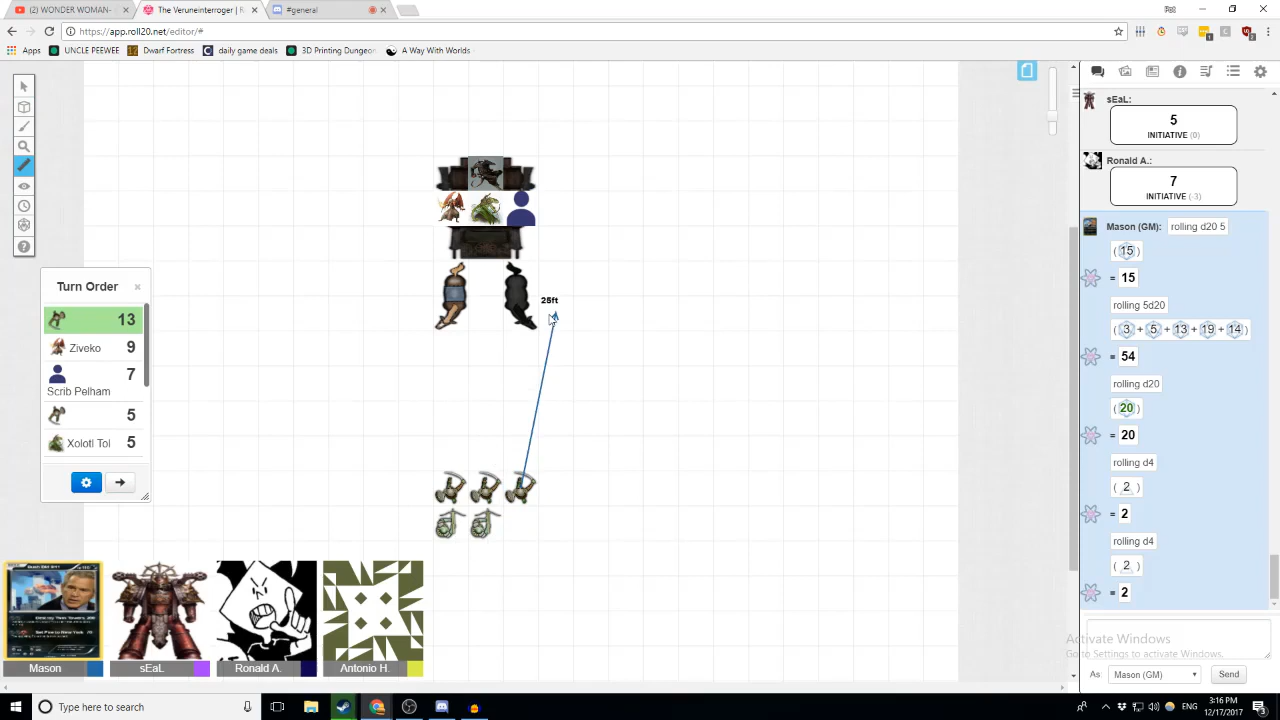 (2) WONDER WOMAN-
The Veruneinterroger | R
#general
https://app.roll20.net/editor/#
Apps
UNCLE PEEWEE
Dwarf Fortress
daily game deals
3D Printing Dungeon
A Way With Worlds
sEaL:
5
INITIATIVE (0)
Ronald A.:
7
INITIATIVE (-3)
Mason (GM):
rolling d20 5
(15)
= 15
rolling 5d20
(3+5+13+19+14)
= 54
rolling d20
(20)
= 20
rolling d4
(2)
= 2
rolling d4
(2)
= 2
25ft
Turn Order
13
Ziveko 9
7
Scrib Pelham
5
Xolotl Toi 5
Mason
sEaL
Ronald A.
Antonio H.
Activate Windows
Go to Settings to activate Windows.
As
Mason (GM)
Send
Type here to search
3:16 PM
12/17/2017